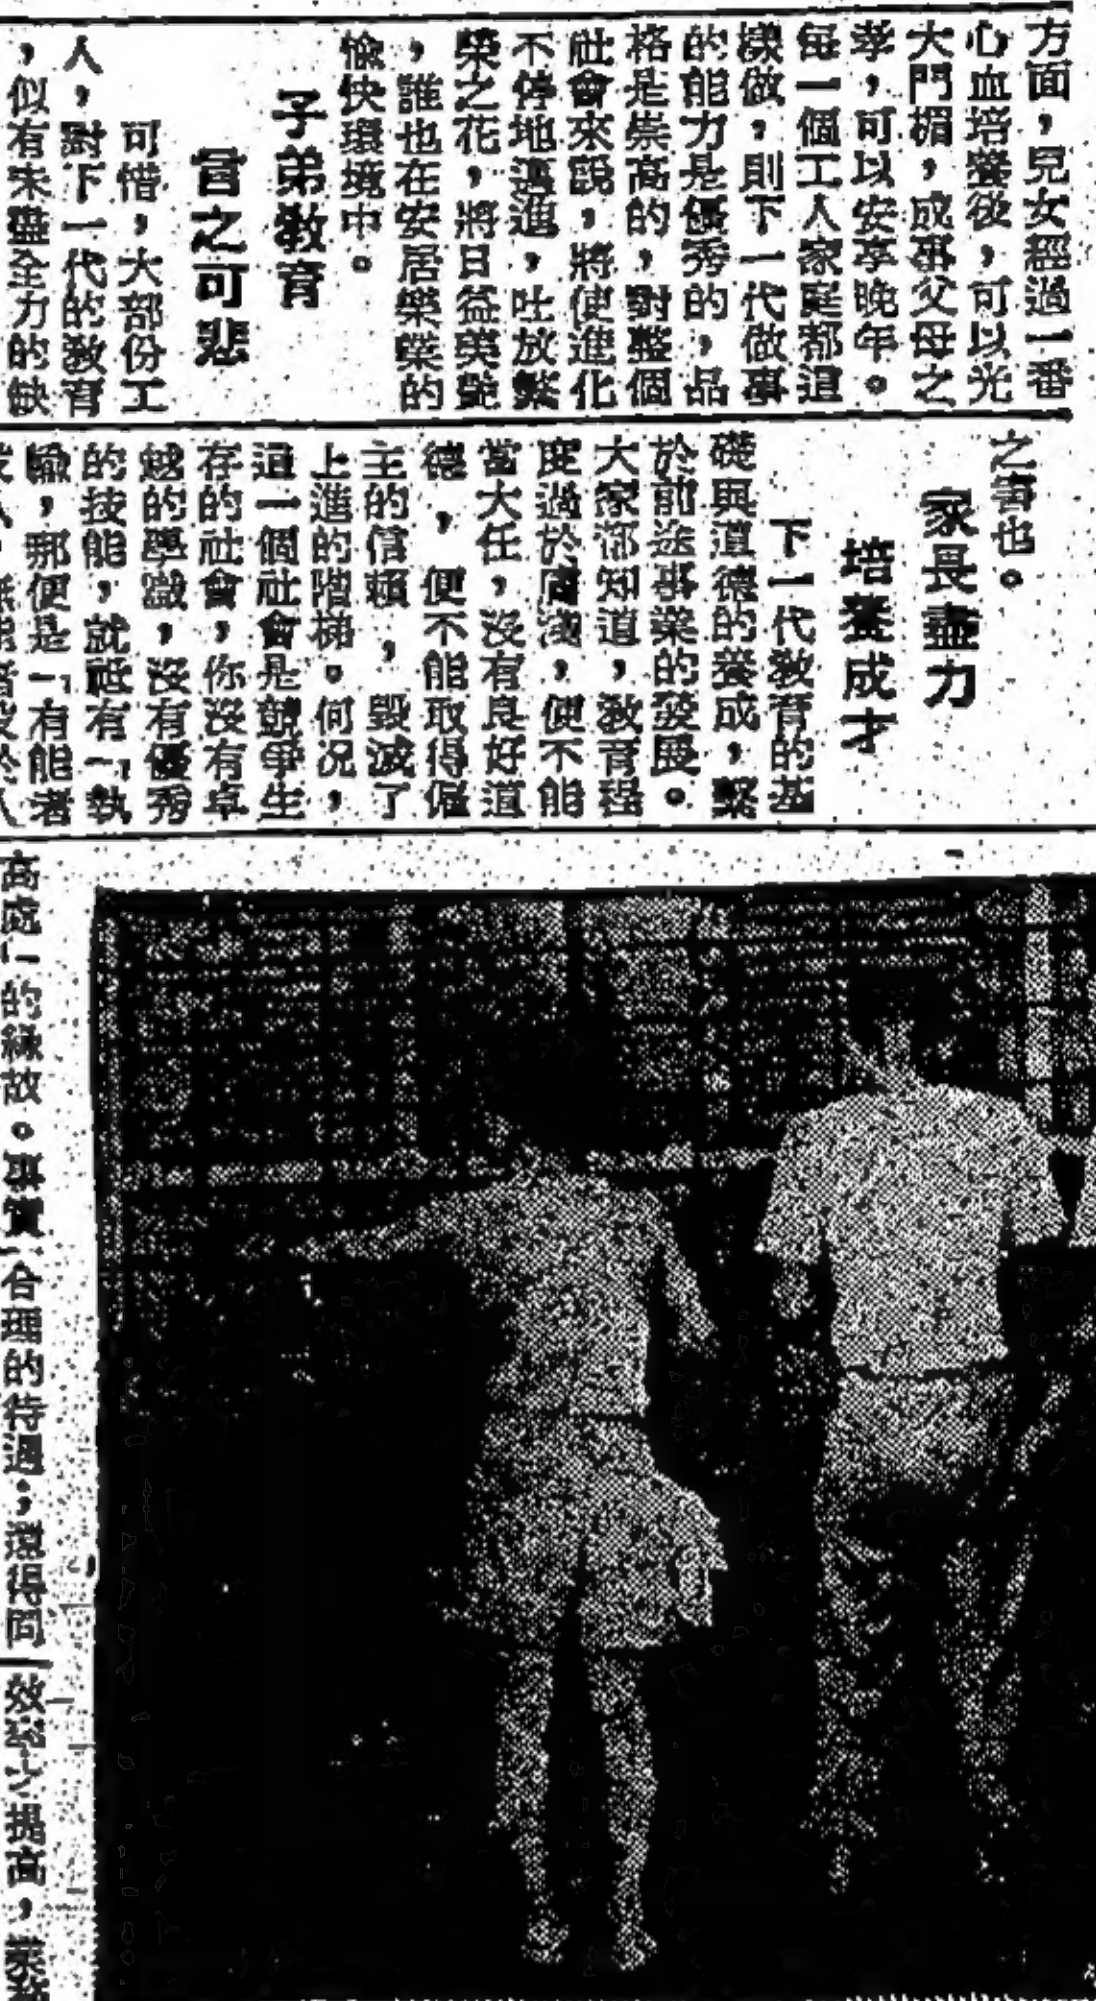 方面，兒女經過一番
心血培養後，可以光
大門楣，成事父母之
孝，可以安享晚年。
每一個工人家庭都這
樣做，則下一代做事
的能力是優秀的，品
格是崇高的，對整個
社會來說，將使進化
不停地邁進，吐放繁
榮之花，將日益美艷
，誰也在安居樂業的
愉快環境中。
子弟教育
言之可悲
可惜，大部份工
人，對下一代的教育
，似有未盡全力的缺
之害也。
家長盡力
培養成才
下一代教育的基
礎與道德的養成，繫
於前途事業的發展。
大家都知道，教育程
度過於膚淺，便不能
當大任，沒有良好道
德，便不能取得僱
主的信賴，毀滅了
上進的階梯。何況，
這一個社會是競爭生
存的社會，你沒有卓
越的學識，沒有優秀
的技能，就祗有「執
輸，那便是「有能者
高處」的緣故。事實
合理的待遇，還得問
效率之提高，業務